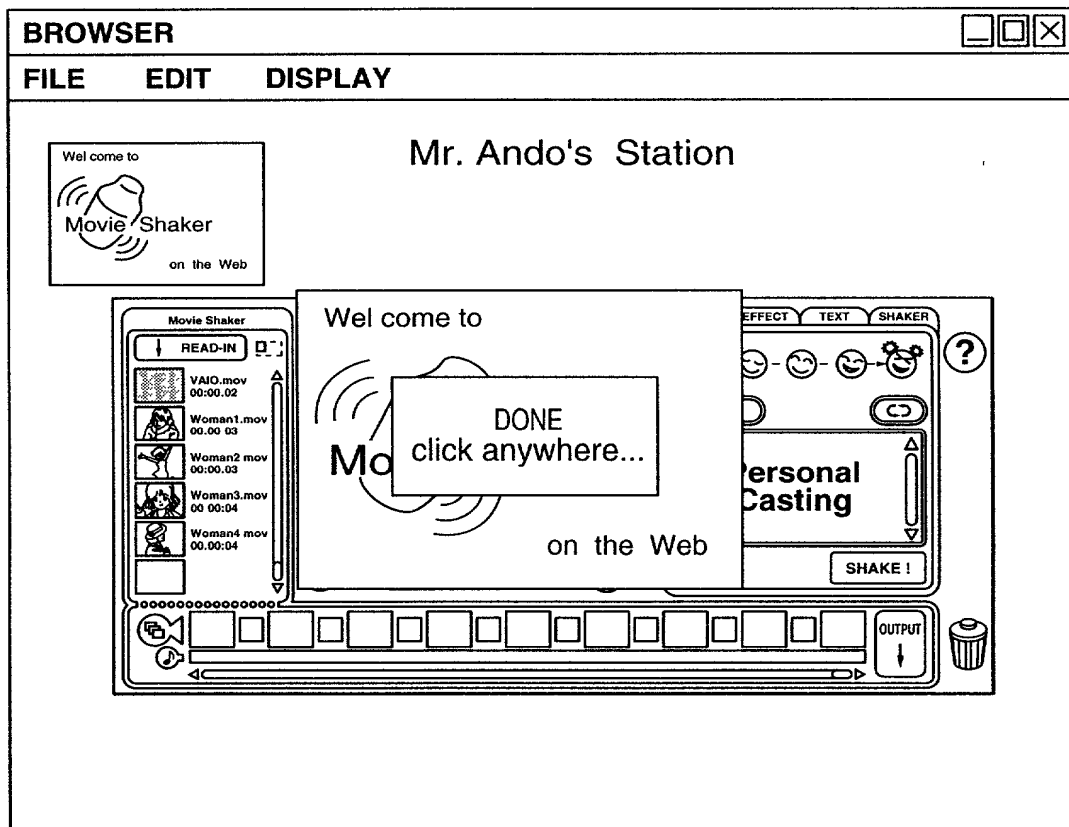 BROWSER
FILE EDIT DISPLAY
Mr. Ando's Station
Wel come to
Movie Shaker
on the Web
Movie Shaker
READ-IN
VAIO.mov
00:00.02
Woman1.mov
00.00 03
Woman2 mov
00:00.03
Woman3.mov
00 00:04
Woman4 mov
00.00:04
Wel come to
Mo
on the Web
DONE
click anywhere...
EFFECT TEXT SHAKER
?
ersonal
Casting
SHAKE !
OUTPUT